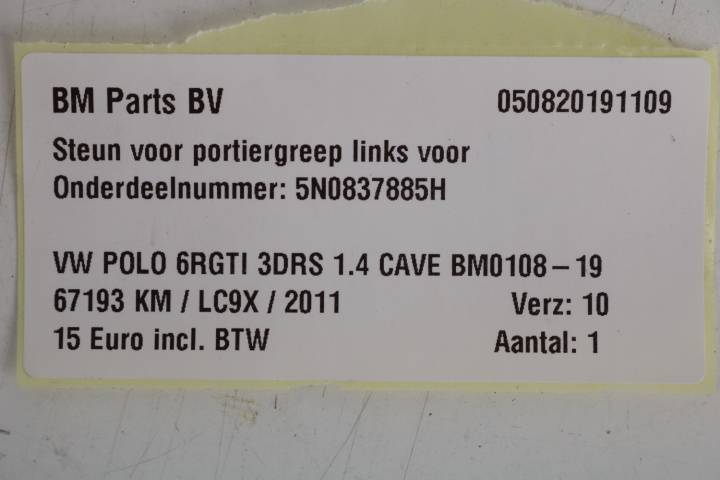 BM Parts BV 050820191109
Steun voor portiergreep links voor
Onderdeelnummer: 5N0837885H
VW POLO 6RGTI 3DRS 1.4 CAVE BM0108-19
67193 KM / LC9X / 2011 Verz: 10
15 Euro incl. BTW Aantal: 1